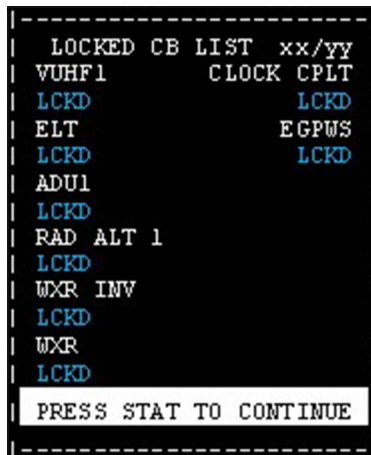 LOCKED CB LIST xx/yy
VUHF1 CLOCK CPLT
LCKD LCKD
ELT EGPWS
LCKD LCKD
ADU1
LCKD
RAD ALT 1
LCKD
WXR INV
LCKD
WXR
LCKD
PRESS STAT TO CONTINUE